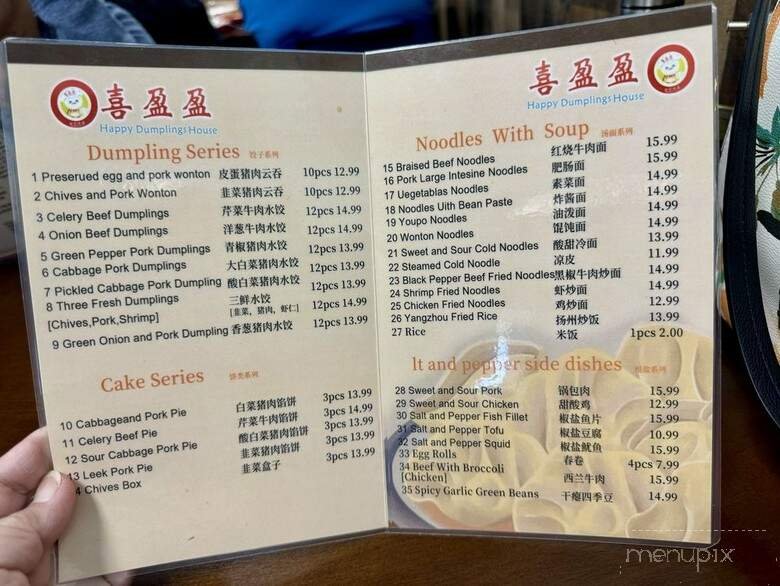 喜盈盈
Happy Dumplings House
Dumpling Series 饺子系列
1 Preserued egg and pork wonton 皮蛋猪肉云吞 10pcs 12.99
2 Chives and Pork Wonton 韭菜猪肉云吞 10pcs 12.99
3 Celery Beef Dumplings 芹菜牛肉水饺 12pcs 14.99
4 Onion Beef Dumplings 洋葱牛肉水饺 12pcs 14.99
5 Green Pepper Pork Dumplings 青椒猪肉水饺 12pcs 13.99
6 Cabbage Pork Dumplings 大白菜猪肉水饺 12pcs 13.99
7 Pickled Cabbage Pork Dumpling 酸白菜猪肉水饺 12pcs 13.99
8 Three Fresh Dumplings 三鲜水饺 12pcs 14.99
[Chives,Pork,Shrimp] [韭菜，猪肉，虾仁]
9 Green Onion and Pork Dumpling 香葱猪肉水饺 12pcs 13.99
Cake Series 饼类系列
10 Cabbageand Pork Pie 白菜猪肉馅饼 3pcs 13.99
11 Celery Beef Pie 芹菜牛肉馅饼 3pcs 14.99
12 Sour Cabbage Pork Pie 酸白菜猪肉馅饼 3pcs 13.99
13 Leek Pork Pie 韭菜猪肉馅饼 3pcs 13.99
4 Chives Box 韭菜盒子 3pcs 13.99
喜盈盈
Happy Dumplings House
Noodles With Soup 汤面系列
15 Braised Beef Noodles 红烧牛肉面 15.99
16 Pork Large Intesine Noodles 肥肠面 15.99
17 Uegetablas Noodles 素菜面 14.99
18 Noodles Uith Bean Paste 炸酱面 14.99
19 Youpo Noodles 油泼面 14.99
20 Wonton Noodles 馄饨面 14.99
21 Sweet and Sour Cold Noodles 酸甜冷面 13.99
22 Steamed Cold Noodle 凉皮 11.99
23 Black Pepper Beef Fried Noodles 黑椒牛肉炒面 14.99
24 Shrimp Fried Noodles 虾炒面 14.99
25 Chicken Fried Noodles 鸡炒面 12.99
26 Yangzhou Fried Rice 扬州炒饭 13.99
27 Rice 米饭 1pcs 2.00
lt and pepper side dishes 椒盐系列
28 Sweet and Sour Pork 锅包肉 15.99
29 Sweet and Sour Chicken 甜酸鸡 12.99
30 Salt and Pepper Fish Fillet 椒盐鱼片 15.99
31 Salt and Pepper Tofu 椒盐豆腐 10.99
32 Salt and Pepper Squid 椒盐鱿鱼 15.99
33 Egg Rolls 春卷 4pcs 7.99
34 Beef With Broccoli 西兰牛肉 15.99
[Chicken]
35 Spicy Garlic Green Beans 干煸四季豆 14.99
menupix